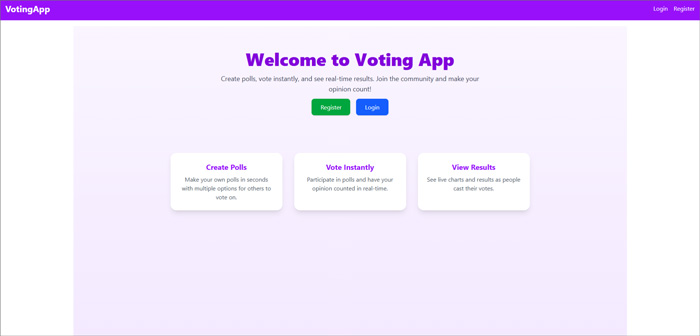 VotingApp
Login Register
Welcome to Voting App
Create polls, vote instantly, and see real-time results. Join the community and make your
opinion count!
Register Login
Create Polls
Make your own polls in seconds
with multiple options for others to
vote on.
Vote Instantly
Participate in polls and have your
opinion counted in real-time.
View Results
See live charts and results as people
cast their votes.